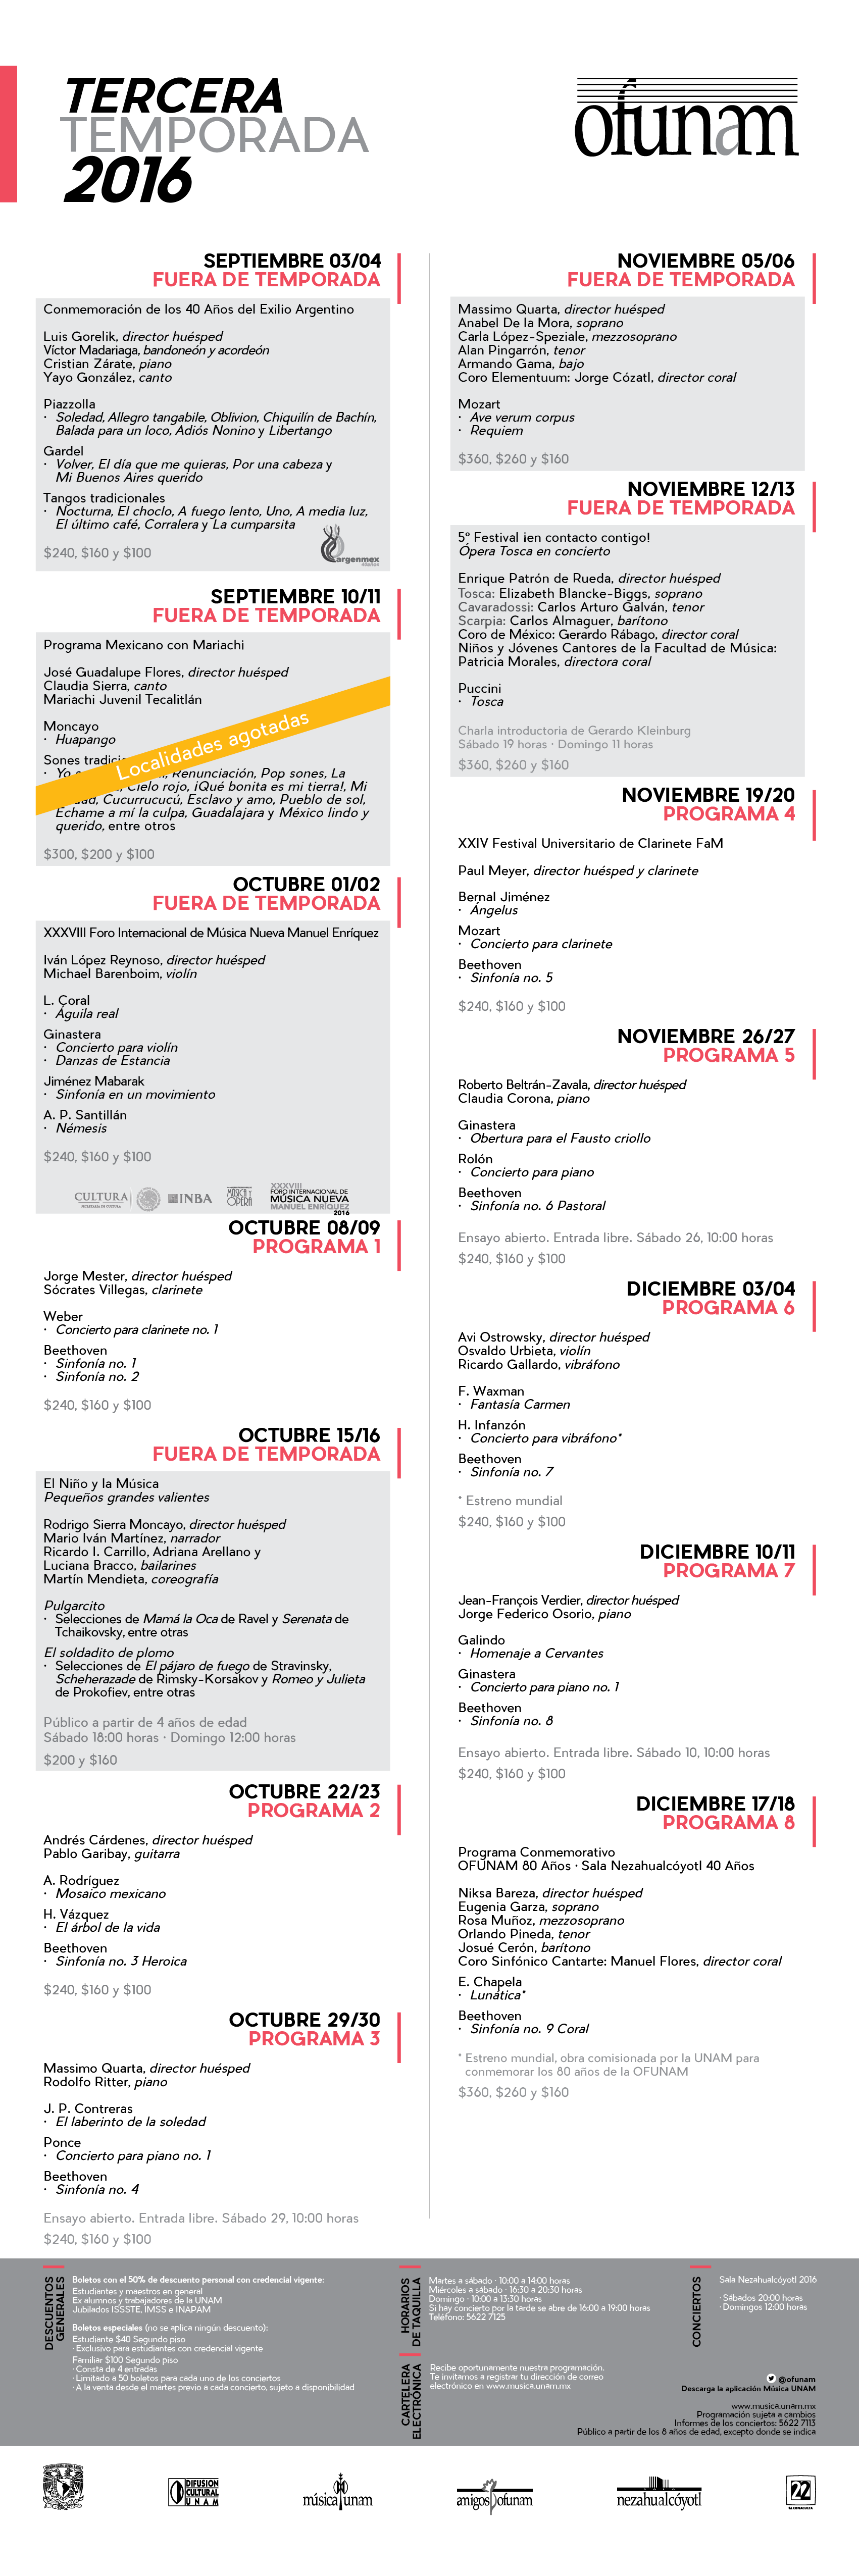 TERCERA
TEMPORADA
2016
ofunam
SEPTIEMBRE 03/04
FUERA DE TEMPORADA
Conmemoración de los 40 Años del Exilio Argentino
Luis Gorelik, director huésped
Víctor Madariaga, bandoneón y acordeón
Cristian Zárate, piano
Yayo González, canto
Piazzolla
· Soledad, Allegro tangabile, Oblivion, Chiquilín de Bachín,
Balada para un loco, Adiós Nonino y Libertango
Gardel
· Volver, El día que me quieras, Por una cabeza y
Mi Buenos Aires querido
Tangos tradicionales
· Nocturna, El choclo, A fuego lento, Uno, A media luz,
El último café, Corralera y La cumparsita
$240, $160 y $100
argenmex
SEPTIEMBRE 10/11
FUERA DE TEMPORADA
Programa Mexicano con Mariachi
José Guadalupe Flores, director huésped
Claudia Sierra, canto
Mariachi Juvenil Tecalitlán
Moncayo
· Huapango
Localidades agotadas
Sones
· Yo Renunciación, Pop sones, La
Cielo rojo, ¡Qué bonita es mi tierra!, Mi
Cucurrucucú, Esclavo y amo, Pueblo de sol,
Echame a mí la culpa, Guadalajara y México lindo y
querido, entre otros
$300, $200 y $100
OCTUBRE 01/02
FUERA DE TEMPORADA
XXXVIII Foro Internacional de Música Nueva Manuel Enríquez
Iván López Reynoso, director huésped
Michael Barenboim, violín
L. Coral
· Águila real
Ginastera
· Concierto para violín
· Danzas de Estancia
Jiménez Mabarak
· Sinfonía en un movimiento
A. P. Santillán
· Némesis
$240, $160 y $100
CULTURA
SECRETARÍA DE CULTURA
INBA
MÚSICA Y
ÓPERA
XXXVIII
FORO INTERNACIONAL DE
MÚSICA NUEVA
MANUEL ENRÍQUEZ
2016
OCTUBRE 08/09
PROGRAMA 1
Jorge Mester, director huésped
Sócrates Villegas, clarinete
Weber
· Concierto para clarinete no. 1
Beethoven
· Sinfonía no. 1
· Sinfonía no. 2
$240, $160 y $100
OCTUBRE 15/16
FUERA DE TEMPORADA
El Niño y la Música
Pequeños grandes valientes
Rodrigo Sierra Moncayo, director huésped
Mario Iván Martínez, narrador
Ricardo I. Carrillo, Adriana Arellano y
Luciana Bracco, bailarines
Martín Mendieta, coreografía
Pulgarcito
· Selecciones de Mamá la Oca de Ravel y Serenata de
Tchaikovsky, entre otras
El soldadito de plomo
· Selecciones de El pájaro de fuego de Stravinsky,
Scheherazade de Rimsky-Korsakov y Romeo y Julieta
de Prokofiev, entre otras
Público a partir de 4 años de edad
Sábado 18:00 horas · Domingo 12:00 horas
$200 y $160
OCTUBRE 22/23
PROGRAMA 2
Andrés Cárdenes, director huésped
Pablo Garibay, guitarra
A. Rodríguez
· Mosaico mexicano
H. Vázquez
· El árbol de la vida
Beethoven
· Sinfonía no. 3 Heroica
$240, $160 y $100
OCTUBRE 29/30
PROGRAMA 3
Massimo Quarta, director huésped
Rodolfo Ritter, piano
J. P. Contreras
· El laberinto de la soledad
Ponce
· Concierto para piano no. 1
Beethoven
· Sinfonía no. 4
Ensayo abierto. Entrada libre. Sábado 29, 10:00 horas
$240, $160 y $100
NOVIEMBRE 05/06
FUERA DE TEMPORADA
Massimo Quarta, director huésped
Anabel De la Mora, soprano
Carla López-Speziale, mezzosoprano
Alan Pingarrón, tenor
Armando Gama, bajo
Coro Elementuum: Jorge Cózatl, director coral
Mozart
· Ave verum corpus
· Requiem
$360, $260 y $160
NOVIEMBRE 12/13
FUERA DE TEMPORADA
5º Festival ¡en contacto contigo!
Ópera Tosca en concierto
Enrique Patrón de Rueda, director huésped
Tosca: Elizabeth Blancke-Biggs, soprano
Cavaradossi: Carlos Arturo Galván, tenor
Scarpia: Carlos Almaguer, barítono
Coro de México: Gerardo Rábago, director coral
Niños y Jóvenes Cantores de la Facultad de Música:
Patricia Morales, directora coral
Puccini
· Tosca
Charla introductoria de Gerardo Kleinburg
Sábado 19 horas · Domingo 11 horas
$360, $260 y $160
NOVIEMBRE 19/20
PROGRAMA 4
XXIV Festival Universitario de Clarinete FaM
Paul Meyer, director huésped y clarinete
Bernal Jiménez
· Ángelus
Mozart
· Concierto para clarinete
Beethoven
· Sinfonía no. 5
$240, $160 y $100
NOVIEMBRE 26/27
PROGRAMA 5
Roberto Beltrán-Zavala, director huésped
Claudia Corona, piano
Ginastera
· Obertura para el Fausto criollo
Rolón
· Concierto para piano
Beethoven
· Sinfonía no. 6 Pastoral
Ensayo abierto. Entrada libre. Sábado 26, 10:00 horas
$240, $160 y $100
DICIEMBRE 03/04
PROGRAMA 6
Avi Ostrowsky, director huésped
Osvaldo Urbieta, violín
Ricardo Gallardo, vibráfono
F. Waxman
· Fantasía Carmen
H. Infanzón
· Concierto para vibráfono*
Beethoven
· Sinfonía no. 7
* Estreno mundial
$240, $160 y $100
DICIEMBRE 10/11
PROGRAMA 7
Jean-François Verdier, director huésped
Jorge Federico Osorio, piano
Galindo
· Homenaje a Cervantes
Ginastera
· Concierto para piano no. 1
Beethoven
· Sinfonía no. 8
Ensayo abierto. Entrada libre. Sábado 10, 10:00 horas
$240, $160 y $100
DICIEMBRE 17/18
PROGRAMA 8
Programa Conmemorativo
OFUNAM 80 Años · Sala Nezahualcóyotl 40 Años
Niksa Bareza, director huésped
Eugenia Garza, soprano
Rosa Muñoz, mezzosoprano
Orlando Pineda, tenor
Josué Cerón, barítono
Coro Sinfónico Cantarte: Manuel Flores, director coral
E. Chapela
· Lunática*
Beethoven
· Sinfonía no. 9 Coral
* Estreno mundial, obra comisionada por la UNAM para
conmemorar los 80 años de la OFUNAM
$360, $260 y $160
DESCUENTOS
GENERALES
Boletos con el 50% de descuento personal con credencial vigente:
Estudiantes y maestros en general
Ex alumnos y trabajadores de la UNAM
Jubilados ISSSTE, IMSS e INAPAM
Boletos especiales (no se aplica ningún descuento):
Estudiante $40 Segundo piso
· Exclusivo para estudiantes con credencial vigente
Familiar $100 Segundo piso
· Consta de 4 entradas
· Limitado a 50 boletos para cada uno de los conciertos
· A la venta desde el martes previo a cada concierto, sujeto a disponibilidad
HORARIOS
DE TAQUILLA
Martes a sábado · 10:00 a 14:00 horas
Miércoles a sábado · 16:30 a 20:30 horas
Domingo · 10:00 a 13:30 horas
Si hay concierto por la tarde se abre de 16:00 a 19:00 horas
Teléfono: 5622 7125
CARTELERA
ELECTRÓNICA
Recibe oportunamente nuestra programación.
Te invitamos a registrar tu dirección de correo
electrónico en www.musica.unam.mx
CONCIERTOS
Sala Nezahualcóyotl 2016
· Sábados 20:00 horas
· Domingos 12:00 horas
@ofunam
Descarga la aplicación Música UNAM
www.musica.unam.mx
Programación sujeta a cambios
Informes de los conciertos: 5622 7113
Público a partir de los 8 años de edad, excepto donde se indica
DIFUSION
CULTURAL
UNAM
música unam
amigos ofunam
nezahualcóyotl
22